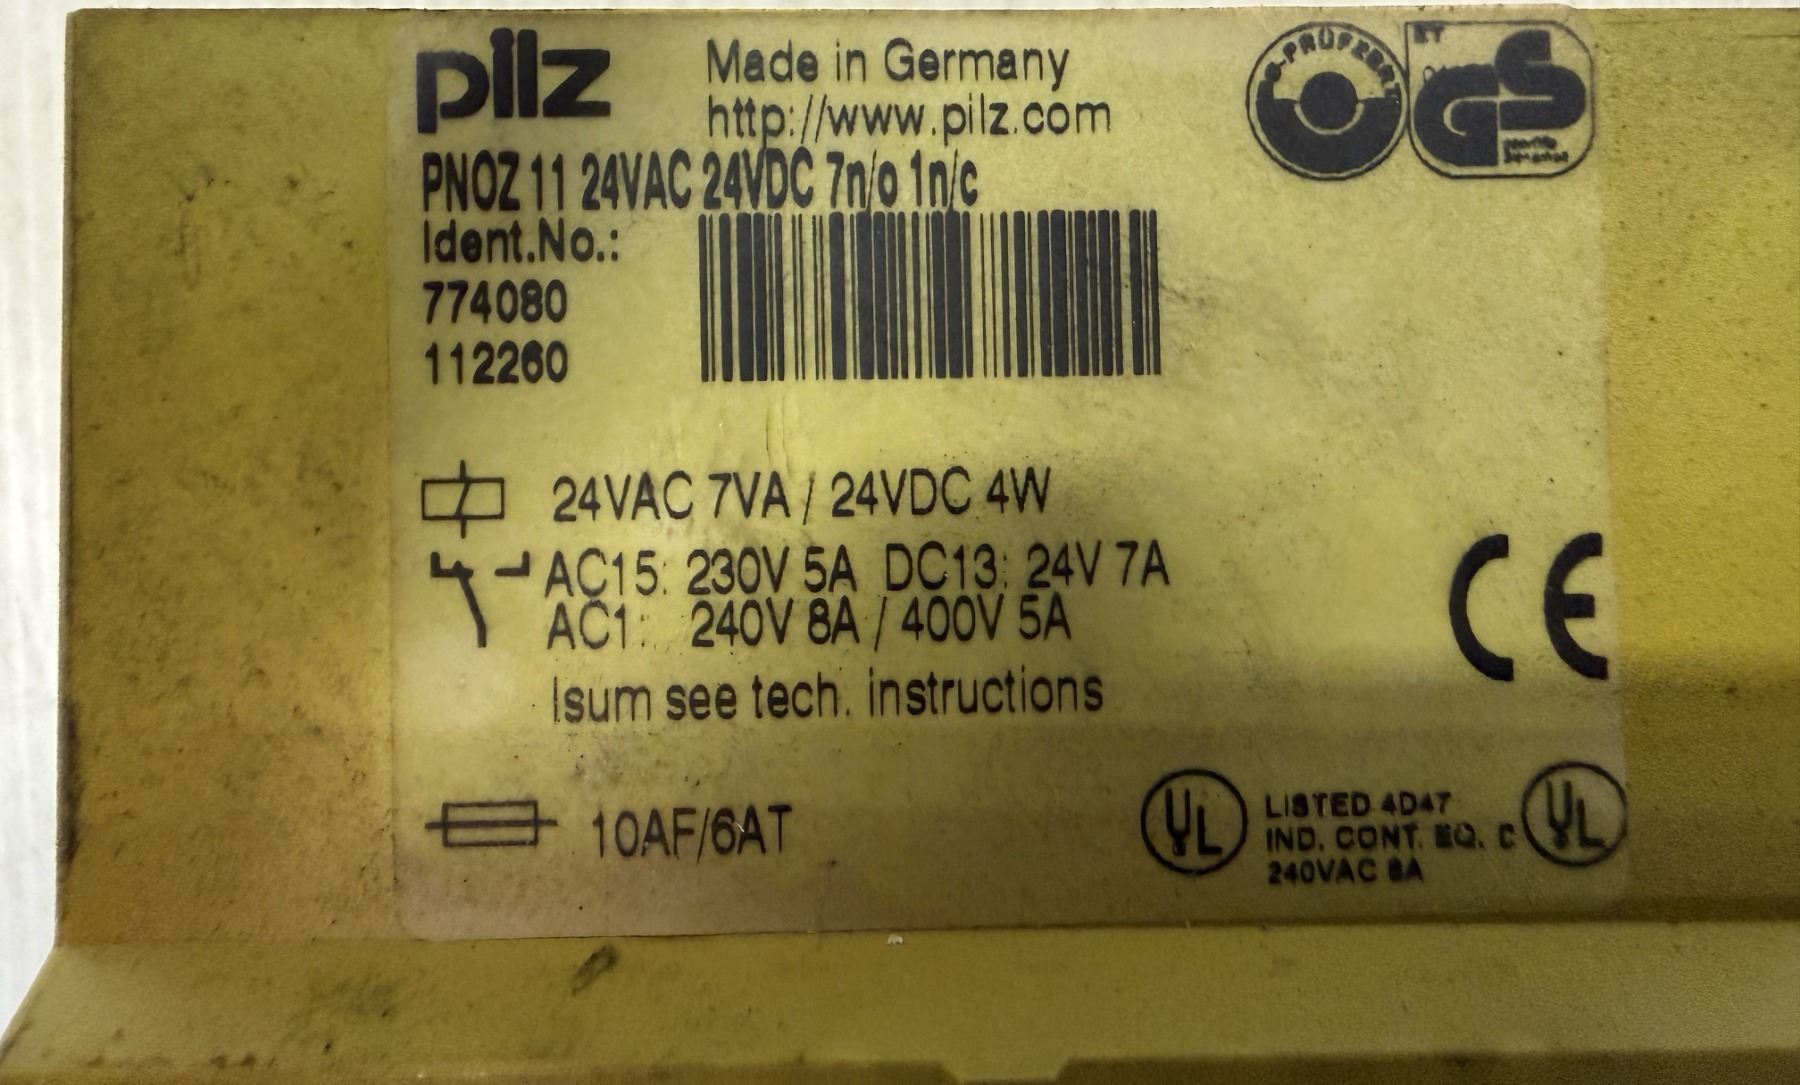 pilz
Made in Germany
http://www.pilz.com
PNOZ 11 24VAC 24VDC 7n/o 1n/c
Ident.No.:
774080
112260
24VAC 7VA / 24VDC 4W
AC15: 230V 5A DC13: 24V 7A
AC1: 240V 8A / 400V 5A
Isum see tech. instructions
10AF/6AT
GS
CE
UL
LISTED 4D47
IND. CONT. EQ. C
240VAC 8A
UL